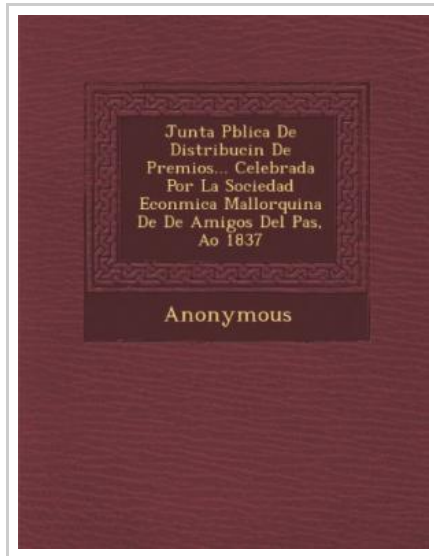 Junta Pblica De
Distribucin De
Premios... Celebrada
Por La Sociedad
Econmica Mallorquina
De De Amigos Del Pas,
Ao 1837
Anonymous